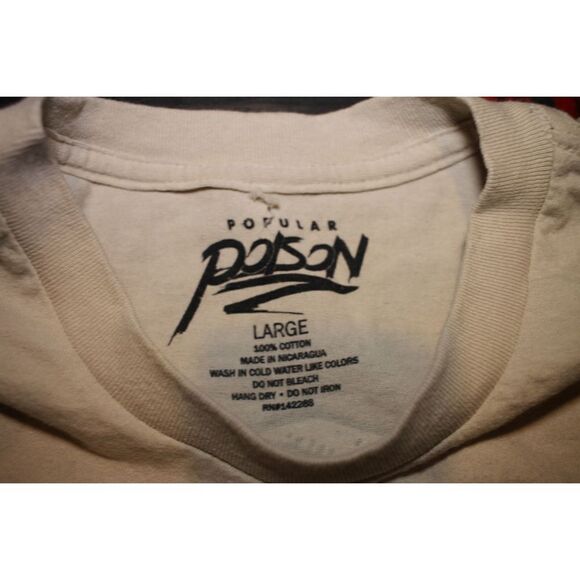 POPULAR
POISON
LARGE
100% COTTON
MADE IN NICARAGUA
WASH IN COLD WATER LIKE COLORS
DO NOT BLEACH
HANG DRY • DO NOT IRON
RN#142288